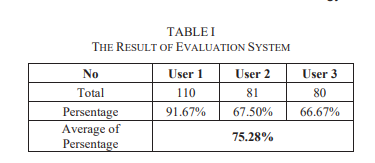 TABLE I
THE RESULT OF EVALUATION SYSTEM
No User 1 User 2 User 3
Total 110 81 80
Persentage 91.67% 67.50% 66.67%
Average of
Persentage 75.28%